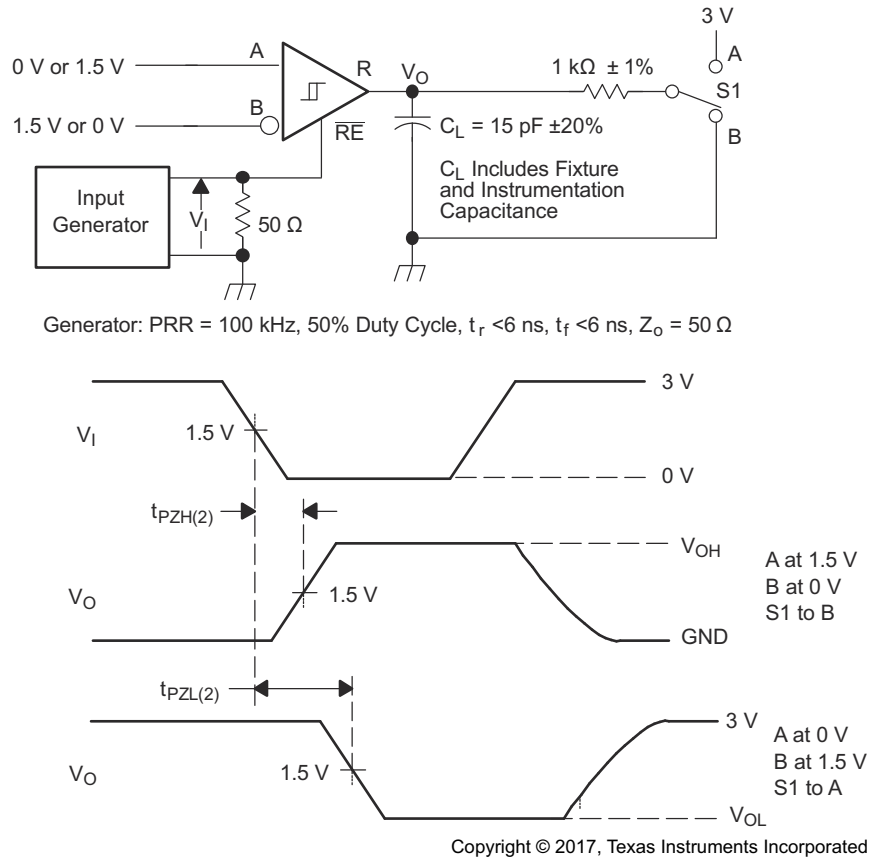 3 V
A
A
R
V_O
1 kΩ ± 1%
0 V or 1.5 V
S1
B
1.5 V or 0 V
RE
C_L = 15 pF ±20%
B
Input Generator
V_I
50 Ω
C_L Includes Fixture
and Instrumentation
Capacitance
Generator: PRR = 100 kHz, 50% Duty Cycle, t_r <6 ns, t_f <6 ns, Z_o = 50 Ω
3 V
V_I
1.5 V
0 V
t_PZH(2)
V_OH
A at 1.5 V
B at 0 V
S1 to B
V_O
1.5 V
GND
t_PZL(2)
3 V
A at 0 V
B at 1.5 V
S1 to A
V_O
1.5 V
V_OL
Copyright © 2017, Texas Instruments Incorporated